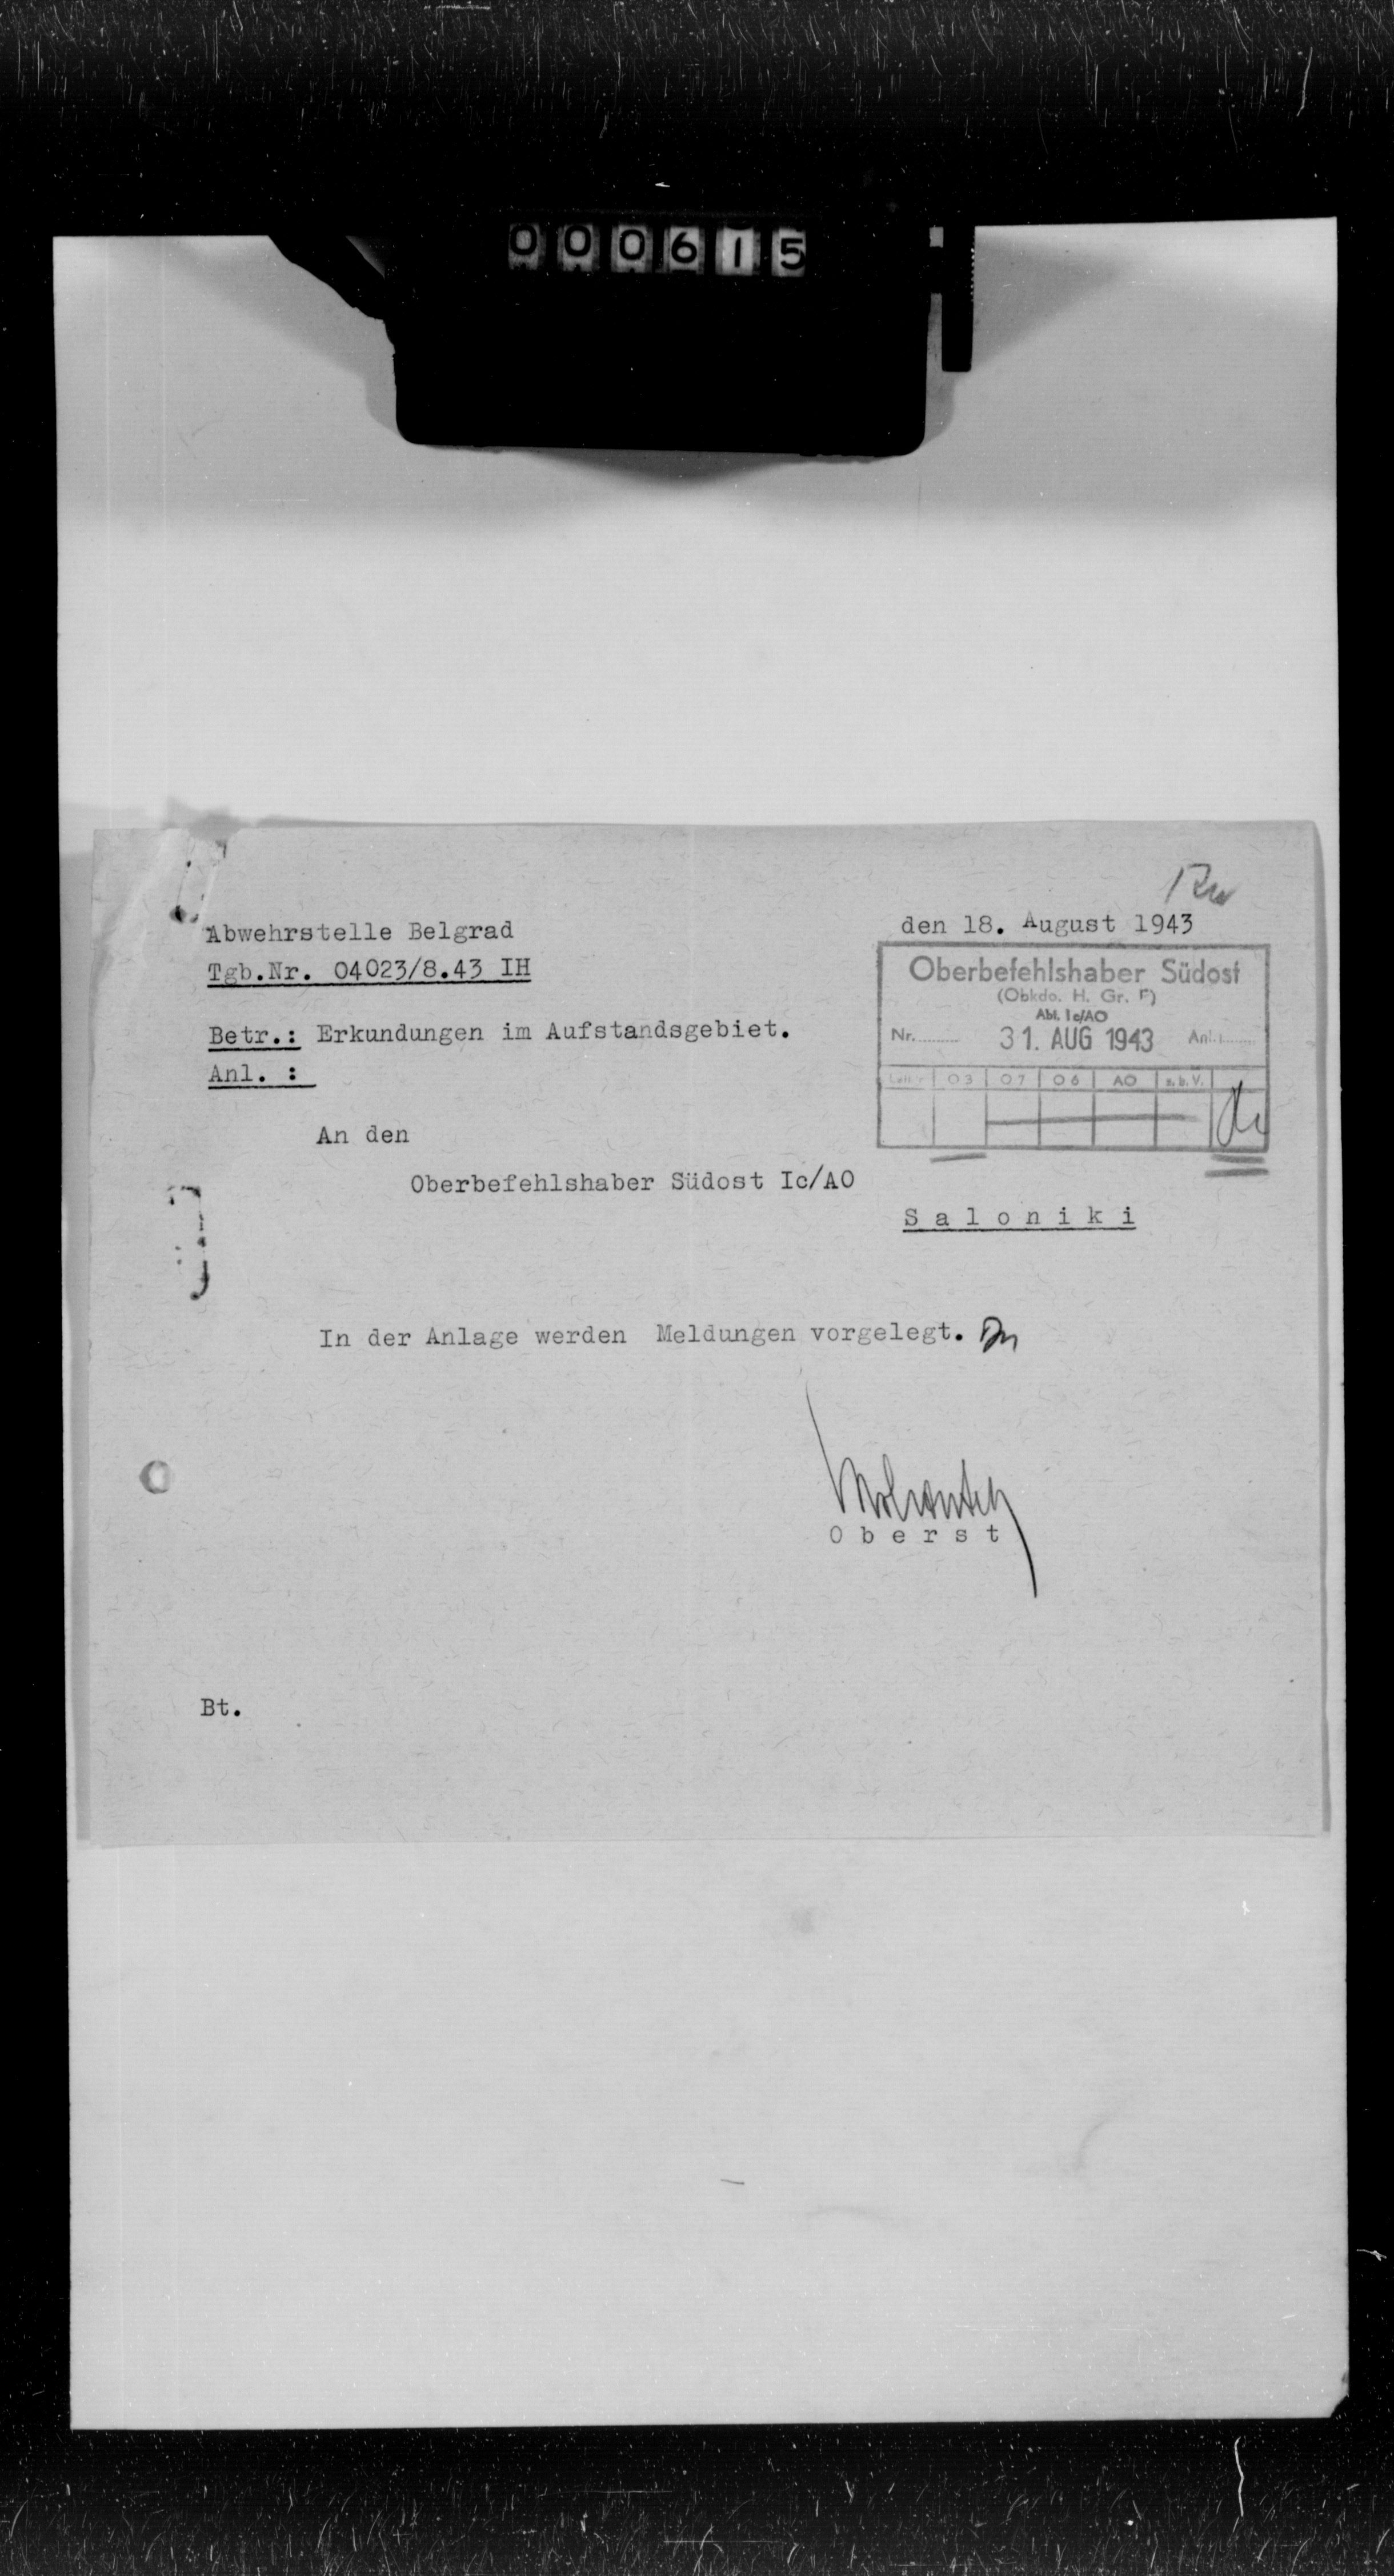 000615
den 18. August 1943
Abwehrstelle Belgrad
Tgb.Nr. 04023/8.43 IH
Oberbefehlshaber Südost
(Obkdo. H. Gr. F)
Abt. Ic/AO
Nr. 31. AUG 1943 Anl.
03 07 06 AO z.b.V.
Betr.: Erkundungen im Aufstandsgebiet.
Anl. :
An den
Oberbefehlshaber Südost Ic/AO
S a l o n i k i
In der Anlage werden Meldungen vorgelegt.
O b e r s t
Bt.